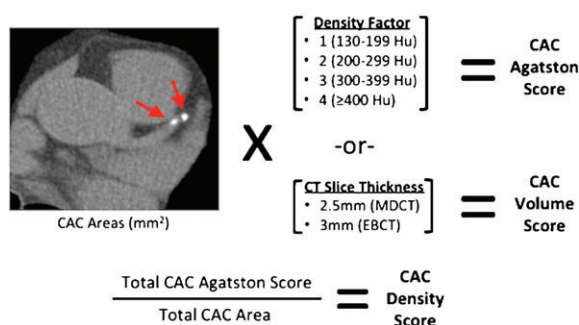 Density Factor
• 1 (130-199 Hu)
• 2 (200-299 Hu)
• 3 (300-399 Hu)
• 4 (≥400 Hu)
=
CAC
Agatston
Score
X
-or-
CT Slice Thickness
• 2.5mm (MDCT)
• 3mm (EBCT)
=
CAC
Volume
Score
CAC Areas (mm²)
Total CAC Agatston Score
Total CAC Area
=
CAC
Density
Score